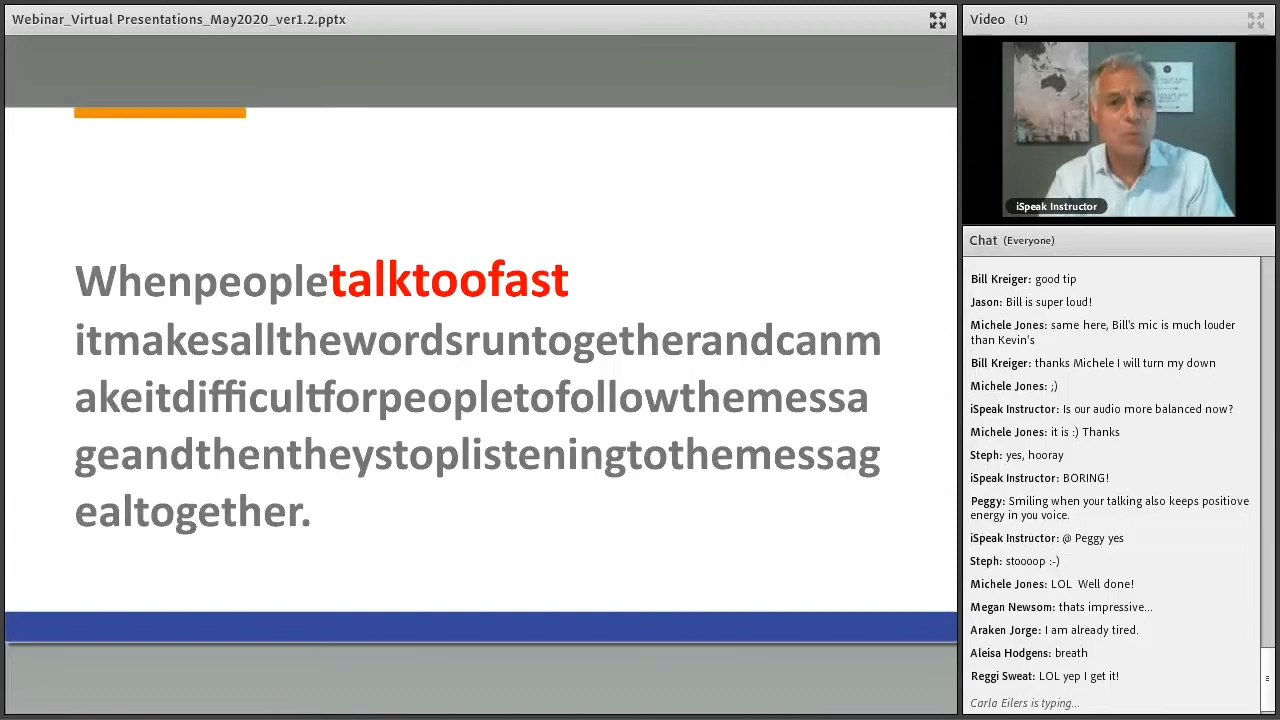 Webinar_Virtual Presentations_May2020_ver1.2.pptx
Whenpeopletalktoofast
itmakesallthewordsruntogetherandcanm
akeitdifficultforpeopletofollowthemessa
geandthentheystoplisteningtothemessag
ealtogether.
Video (1)
iSpeak Instructor
Chat (Everyone)
Bill Kreiger: good tip
Jason: Bill is super loud!
Michele Jones: same here, Bill's mic is much louder
than Kevin's
Bill Kreiger: thanks Michele I will turn my down
Michele Jones: ;)
iSpeak Instructor: Is our audio more balanced now?
Michele Jones: it is :) Thanks
Steph: yes, hooray
iSpeak Instructor: BORING!
Peggy: Smiling when your talking also keeps positiove
energy in you voice.
iSpeak Instructor: @ Peggy yes
Steph: stoooop :-)
Michele Jones: LOL  Well done!
Megan Newsom: thats impressive...
Araken Jorge: I am already tired.
Aleisa Hodgens: breath
Reggi Sweat: LOL yep I get it!
Carla Eilers is typing...